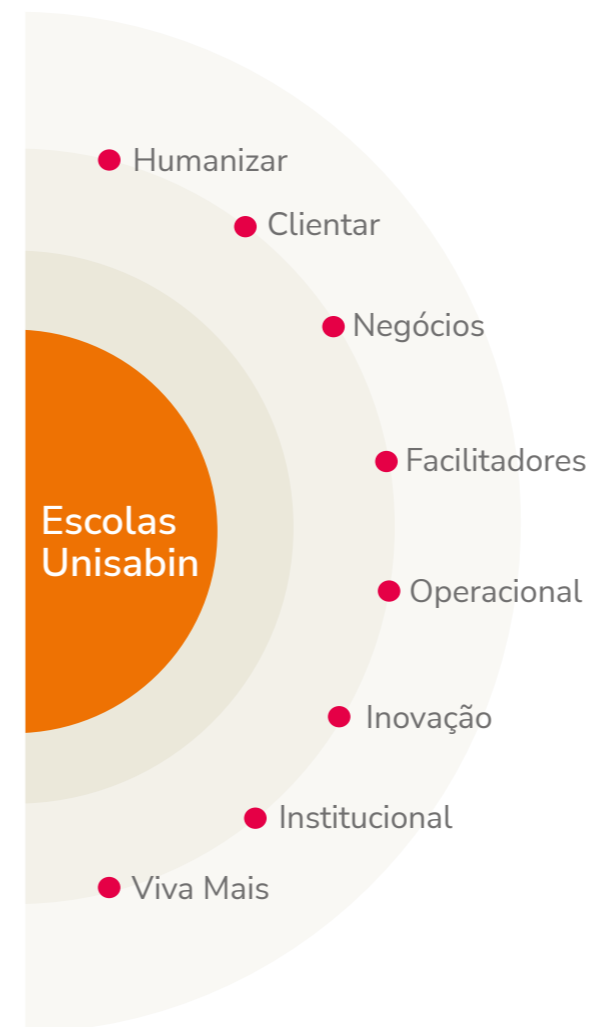 Humanizar
Clientar
Negócios
Facilitadores
Escolas
Unisabin
Operacional
Inovação
Institucional
Viva Mais